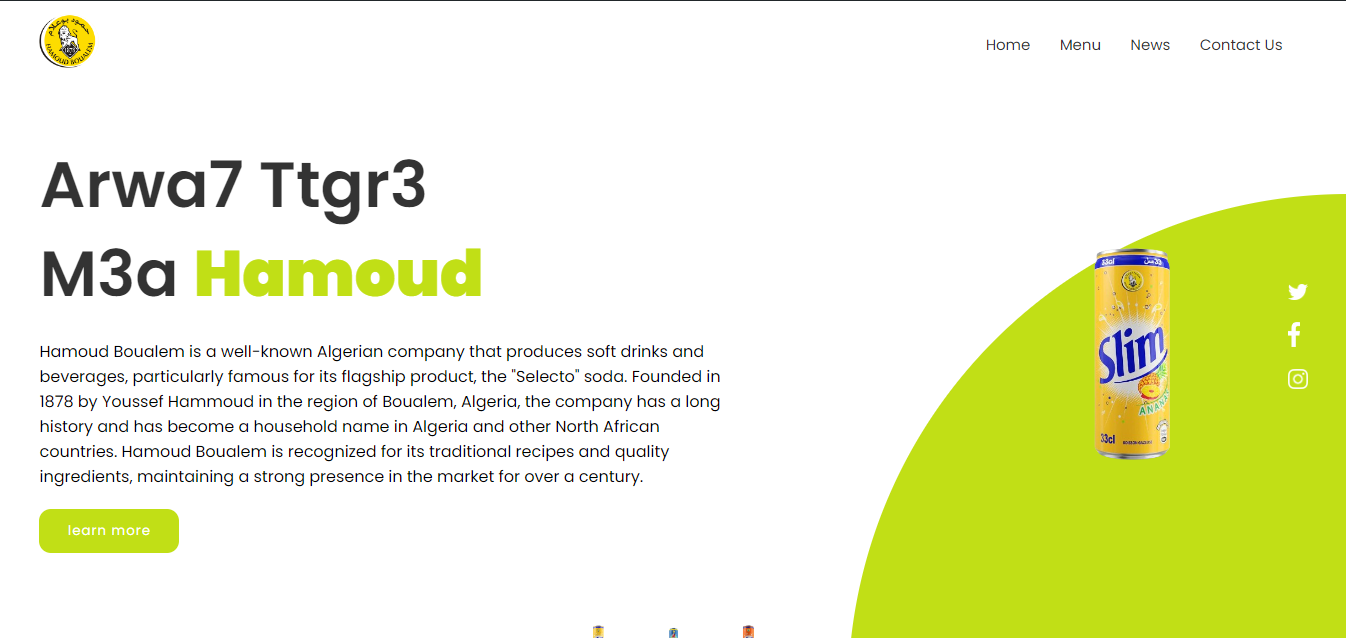 حمود بوعلام
HAMOUD BOUALEM
Home Menu News Contact Us
Arwa7 Ttgr3
M3a Hamoud
Hamoud Boualem is a well-known Algerian company that produces soft drinks and
beverages, particularly famous for its flagship product, the "Selecto" soda. Founded in
1878 by Youssef Hammoud in the region of Boualem, Algeria, the company has a long
history and has become a household name in Algeria and other North African
countries. Hamoud Boualem is recognized for its traditional recipes and quality
ingredients, maintaining a strong presence in the market for over a century.
learn more
33cl
Slim
ANANAS
33cl